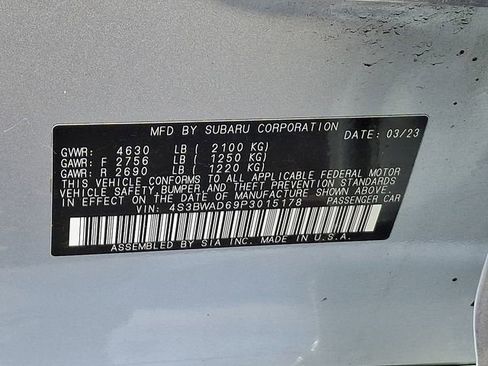 MFD BY SUBARU CORPORATION
DATE: 03/23
GVWR: 4630 LB ( 2100 KG)
GAWR: F 2756 LB ( 1250 KG)
GAWR: R 2690 LB ( 1220 KG)
THIS VEHICLE CONFORMS TO ALL APPLICABLE FEDERAL MOTOR
VEHICLE SAFETY, BUMPER, AND THEFT PREVENTION STANDARDS
IN EFFECT ON THE DATE OF MANUFACTURE SHOWN ABOVE.
VIN: 4S3BWAD69P3015178 PASSENGER CAR
ASSEMBLED BY SIA INC. MADE IN U.S.A.